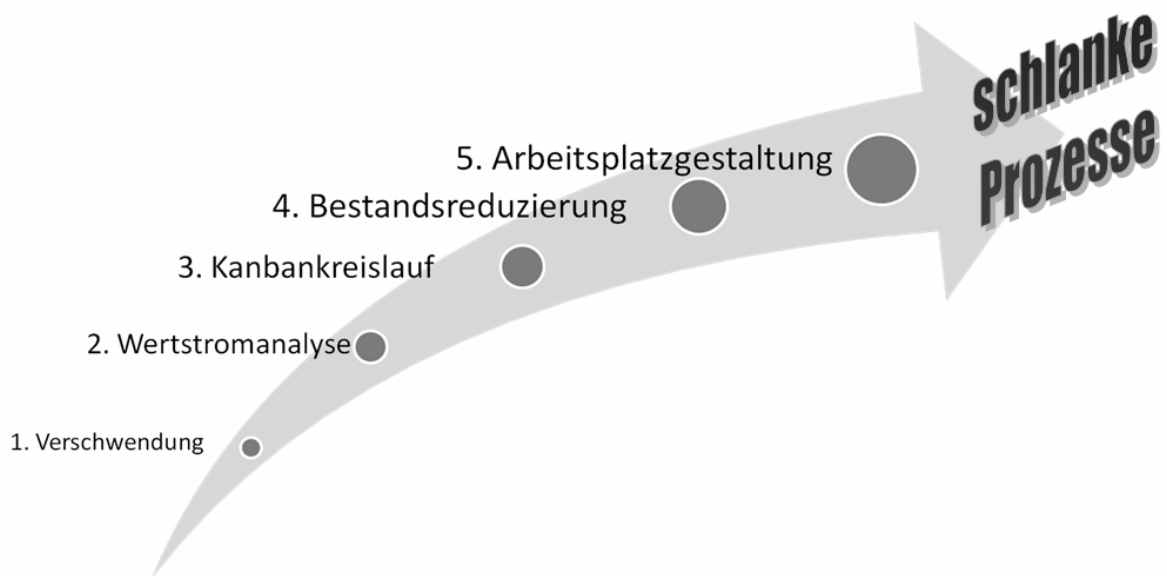 schlanke
Prozesse
5. Arbeitsplatzgestaltung
4. Bestandsreduzierung
3. Kanbankreislauf
2. Wertstromanalyse
1. Verschwendung